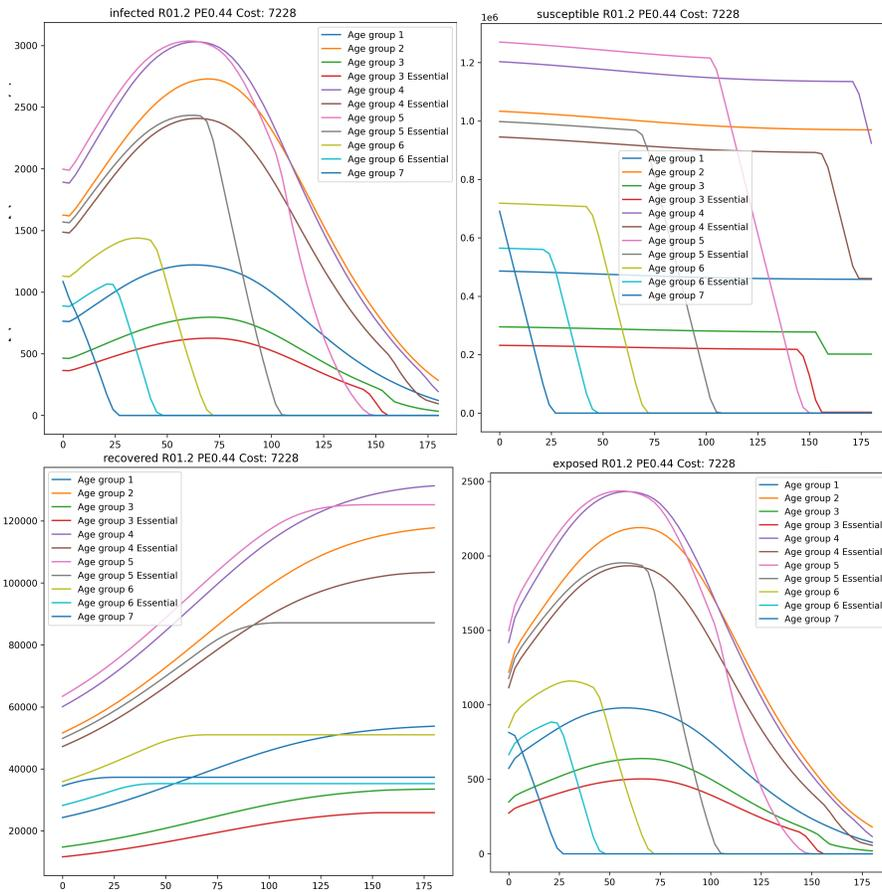 infected R01.2 PE0.44 Cost: 7228
3000
2500
2000
1500
1000
500
0
0 25 50 75 100 125 150 175
Age group 1
Age group 2
Age group 3
Age group 3 Essential
Age group 4
Age group 4 Essential
Age group 5
Age group 5 Essential
Age group 6
Age group 6 Essential
Age group 7
susceptible R01.2 PE0.44 Cost: 7228
1e6
1.2
1.0
0.8
0.6
0.4
0.2
0.0
0 25 50 75 100 125 150 175
Age group 1
Age group 2
Age group 3
Age group 3 Essential
Age group 4
Age group 4 Essential
Age group 5
Age group 5 Essential
Age group 6
Age group 6 Essential
Age group 7
recovered R01.2 PE0.44 Cost: 7228
120000
100000
80000
60000
40000
20000
0 25 50 75 100 125 150 175
Age group 1
Age group 2
Age group 3
Age group 3 Essential
Age group 4
Age group 4 Essential
Age group 5
Age group 5 Essential
Age group 6
Age group 6 Essential
Age group 7
exposed R01.2 PE0.44 Cost: 7228
2500
2000
1500
1000
500
0
0 25 50 75 100 125 150 175
Age group 1
Age group 2
Age group 3
Age group 3 Essential
Age group 4
Age group 4 Essential
Age group 5
Age group 5 Essential
Age group 6
Age group 6 Essential
Age group 7